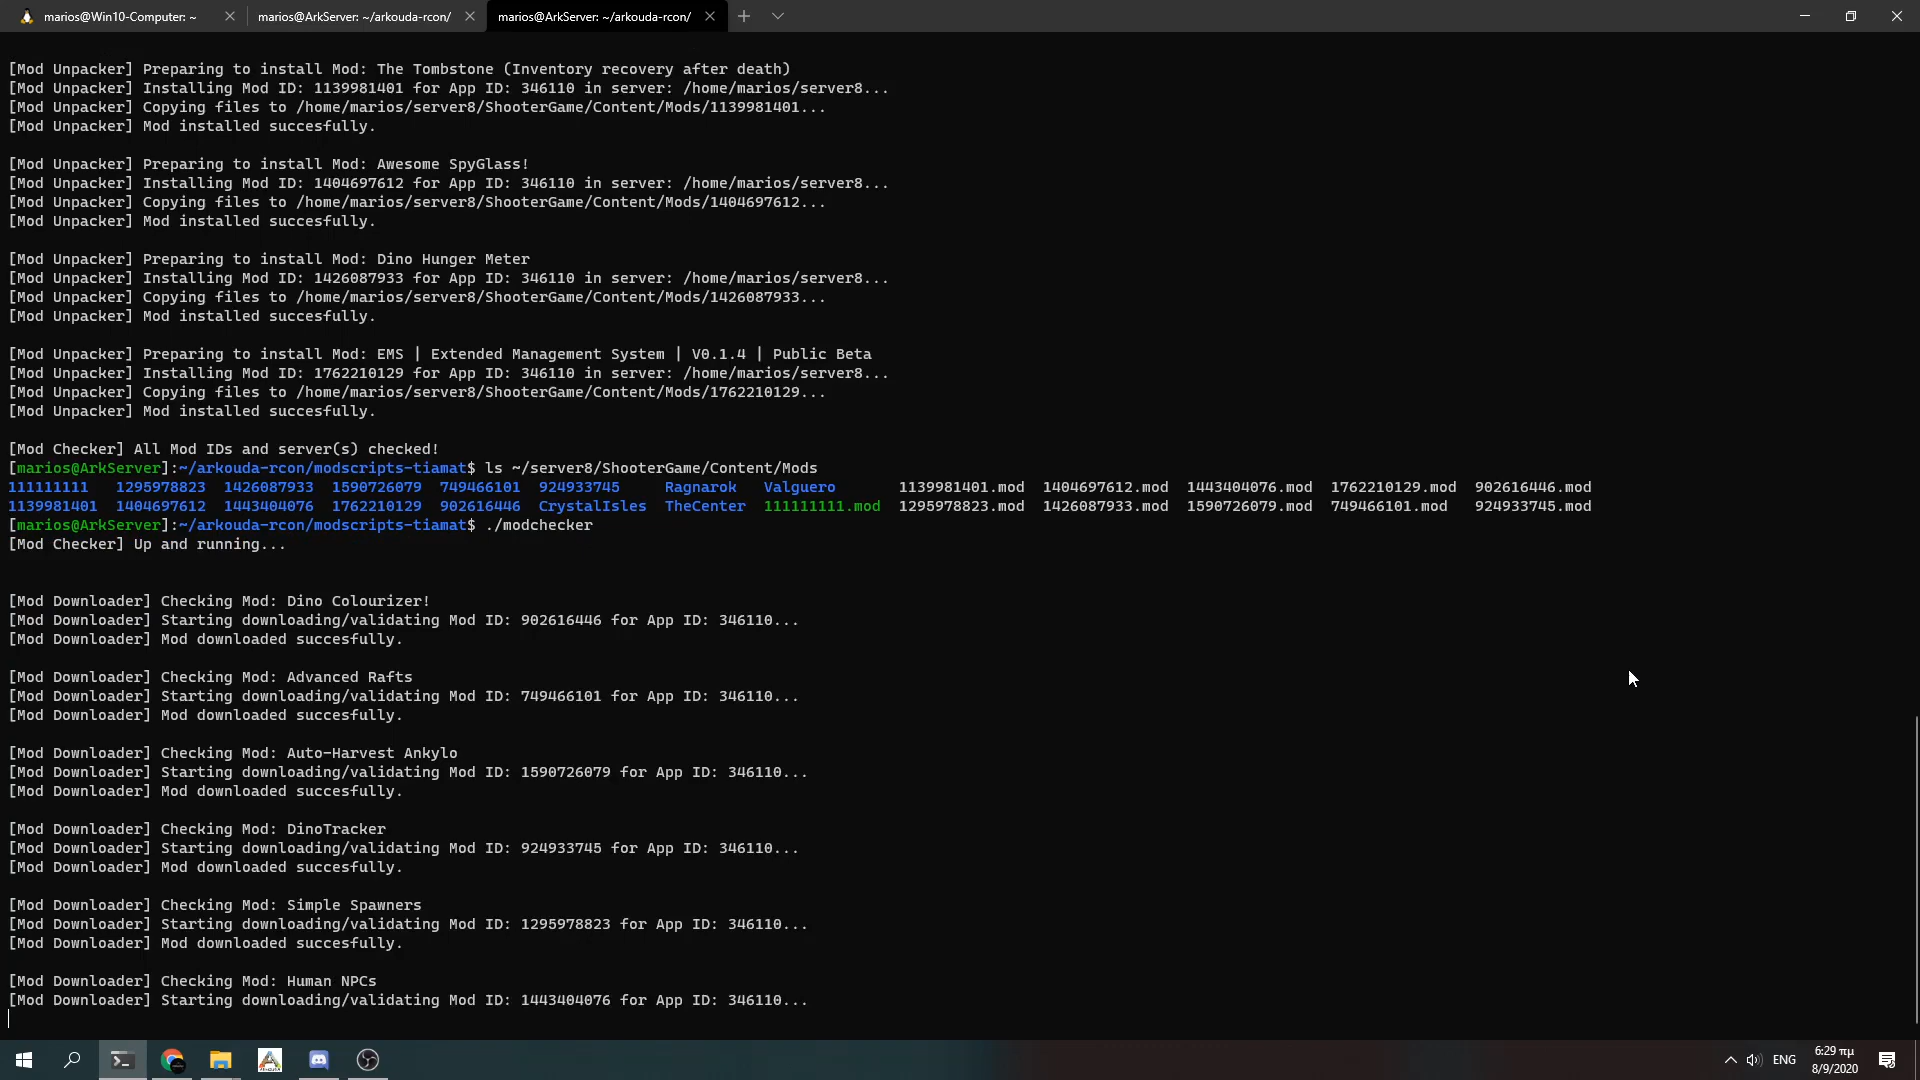 marios@Win10-Computer: ~
marios@ArkServer: ~/arkouda-rcon/
marios@ArkServer: ~/arkouda-rcon/
[Mod Unpacker] Preparing to install Mod: The Tombstone (Inventory recovery after death)
[Mod Unpacker] Installing Mod ID: 1139981401 for App ID: 346110 in server: /home/marios/server8...
[Mod Unpacker] Copying files to /home/marios/server8/ShooterGame/Content/Mods/1139981401...
[Mod Unpacker] Mod installed succesfully.
[Mod Unpacker] Preparing to install Mod: Awesome SpyGlass!
[Mod Unpacker] Installing Mod ID: 1404697612 for App ID: 346110 in server: /home/marios/server8...
[Mod Unpacker] Copying files to /home/marios/server8/ShooterGame/Content/Mods/1404697612...
[Mod Unpacker] Mod installed succesfully.
[Mod Unpacker] Preparing to install Mod: Dino Hunger Meter
[Mod Unpacker] Installing Mod ID: 1426087933 for App ID: 346110 in server: /home/marios/server8...
[Mod Unpacker] Copying files to /home/marios/server8/ShooterGame/Content/Mods/1426087933...
[Mod Unpacker] Mod installed succesfully.
[Mod Unpacker] Preparing to install Mod: EMS | Extended Management System | V0.1.4 | Public Beta
[Mod Unpacker] Installing Mod ID: 1762210129 for App ID: 346110 in server: /home/marios/server8...
[Mod Unpacker] Copying files to /home/marios/server8/ShooterGame/Content/Mods/1762210129...
[Mod Unpacker] Mod installed succesfully.
[Mod Checker] All Mod IDs and server(s) checked!
[marios@ArkServer]:~/arkouda-rcon/modscripts-tiamat$ ls ~/server8/ShooterGame/Content/Mods
111111111 1295978823 1426087933 1590726079 749466101 924933745 Ragnarok Valguero 1139981401.mod 1404697612.mod 1443404076.mod 1762210129.mod 902616446.mod
1139981401 1404697612 1443404076 1762210129 902616446 CrystalIsles TheCenter 111111111.mod 1295978823.mod 1426087933.mod 1590726079.mod 749466101.mod 924933745.mod
[marios@ArkServer]:~/arkouda-rcon/modscripts-tiamat$ ./modchecker
[Mod Checker] Up and running...
[Mod Downloader] Checking Mod: Dino Colourizer!
[Mod Downloader] Starting downloading/validating Mod ID: 902616446 for App ID: 346110...
[Mod Downloader] Mod downloaded succesfully.
[Mod Downloader] Checking Mod: Advanced Rafts
[Mod Downloader] Starting downloading/validating Mod ID: 749466101 for App ID: 346110...
[Mod Downloader] Mod downloaded succesfully.
[Mod Downloader] Checking Mod: Auto-Harvest Ankylo
[Mod Downloader] Starting downloading/validating Mod ID: 1590726079 for App ID: 346110...
[Mod Downloader] Mod downloaded succesfully.
[Mod Downloader] Checking Mod: DinoTracker
[Mod Downloader] Starting downloading/validating Mod ID: 924933745 for App ID: 346110...
[Mod Downloader] Mod downloaded succesfully.
[Mod Downloader] Checking Mod: Simple Spawners
[Mod Downloader] Starting downloading/validating Mod ID: 1295978823 for App ID: 346110...
[Mod Downloader] Mod downloaded succesfully.
[Mod Downloader] Checking Mod: Human NPCs
[Mod Downloader] Starting downloading/validating Mod ID: 1443404076 for App ID: 346110...
ENG
6:29 πμ
8/9/2020